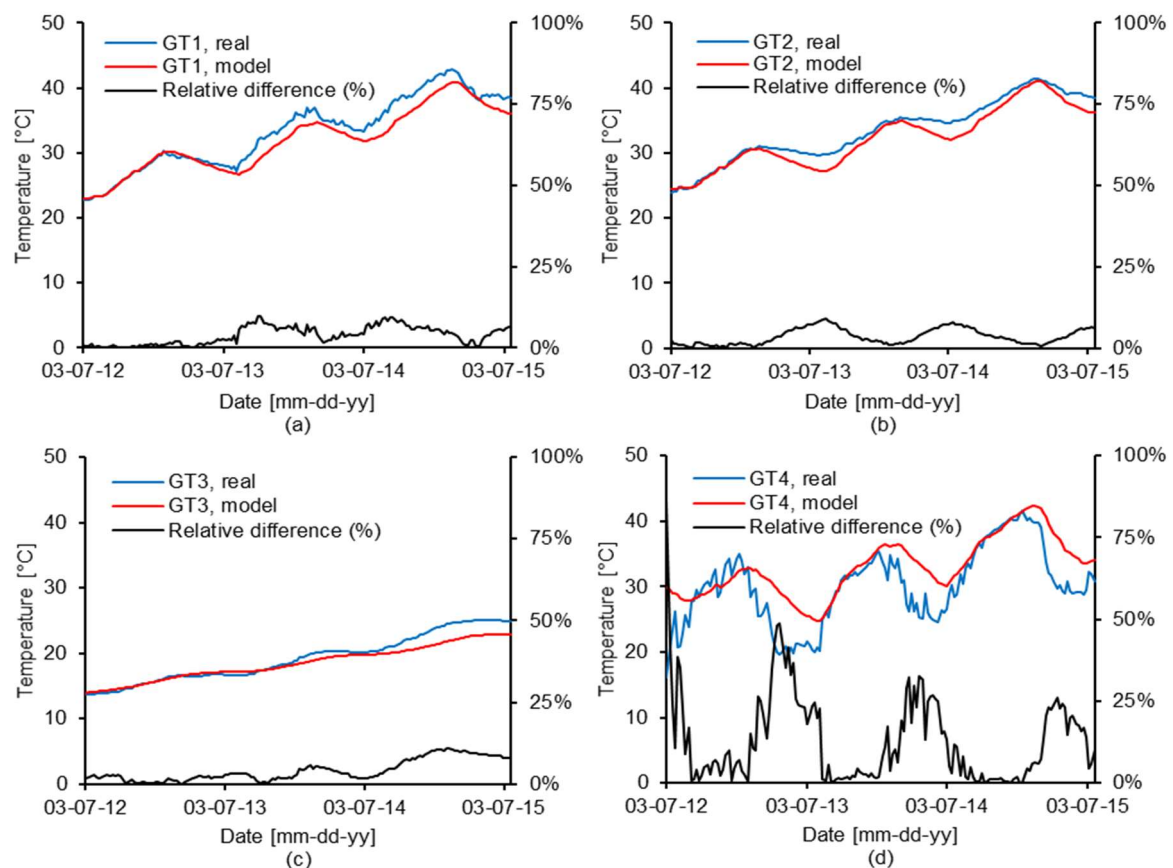 50
40
30
20
10
0
Temperature [°C]
GT1, real
GT1, model
Relative difference (%)
100%
75%
50%
25%
0%
03-07-12
03-07-13
03-07-14
03-07-15
Date [mm-dd-yy]
(a)
50
40
30
20
10
0
Temperature [°C]
GT2, real
GT2, model
Relative difference (%)
100%
75%
50%
25%
0%
03-07-12
03-07-13
03-07-14
03-07-15
Date [mm-dd-yy]
(b)
50
40
30
20
10
0
Temperature [°C]
GT3, real
GT3, model
Relative difference (%)
100%
75%
50%
25%
0%
03-07-12
03-07-13
03-07-14
03-07-15
Date [mm-dd-yy]
(c)
50
40
30
20
10
0
Temperature [°C]
GT4, real
GT4, model
Relative difference (%)
100%
75%
50%
25%
0%
03-07-12
03-07-13
03-07-14
03-07-15
Date [mm-dd-yy]
(d)